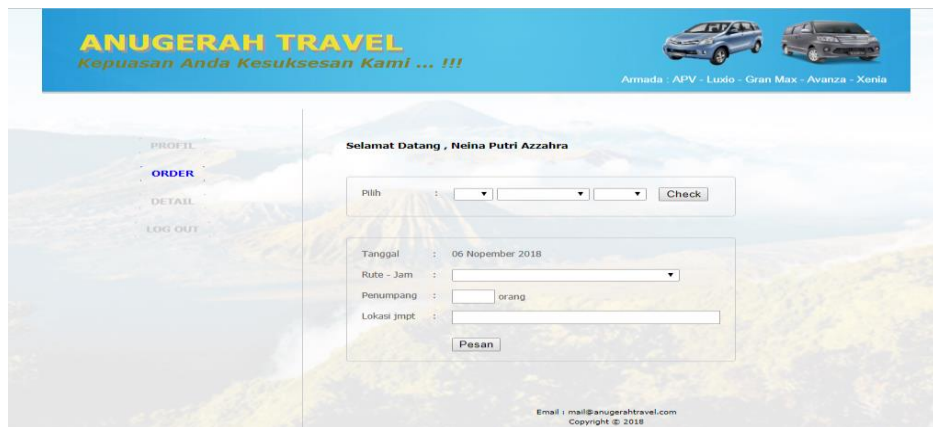 ANUGERAH TRAVEL
Kepuasan Anda Kesuksesan Kami ... !!!
Armada : APV - Luxio - Gran Max - Avanza - Xenia
PROFIL
ORDER
DETAIL
LOG OUT
Selamat Datang , Neina Putri Azzahra
Pilih :
Check
Tanggal : 06 Nopember 2018
Rute - Jam :
Penumpang : orang
Lokasi jmpt :
Pesan
Email : mail@anugerahtravel.com
Copyright © 2018